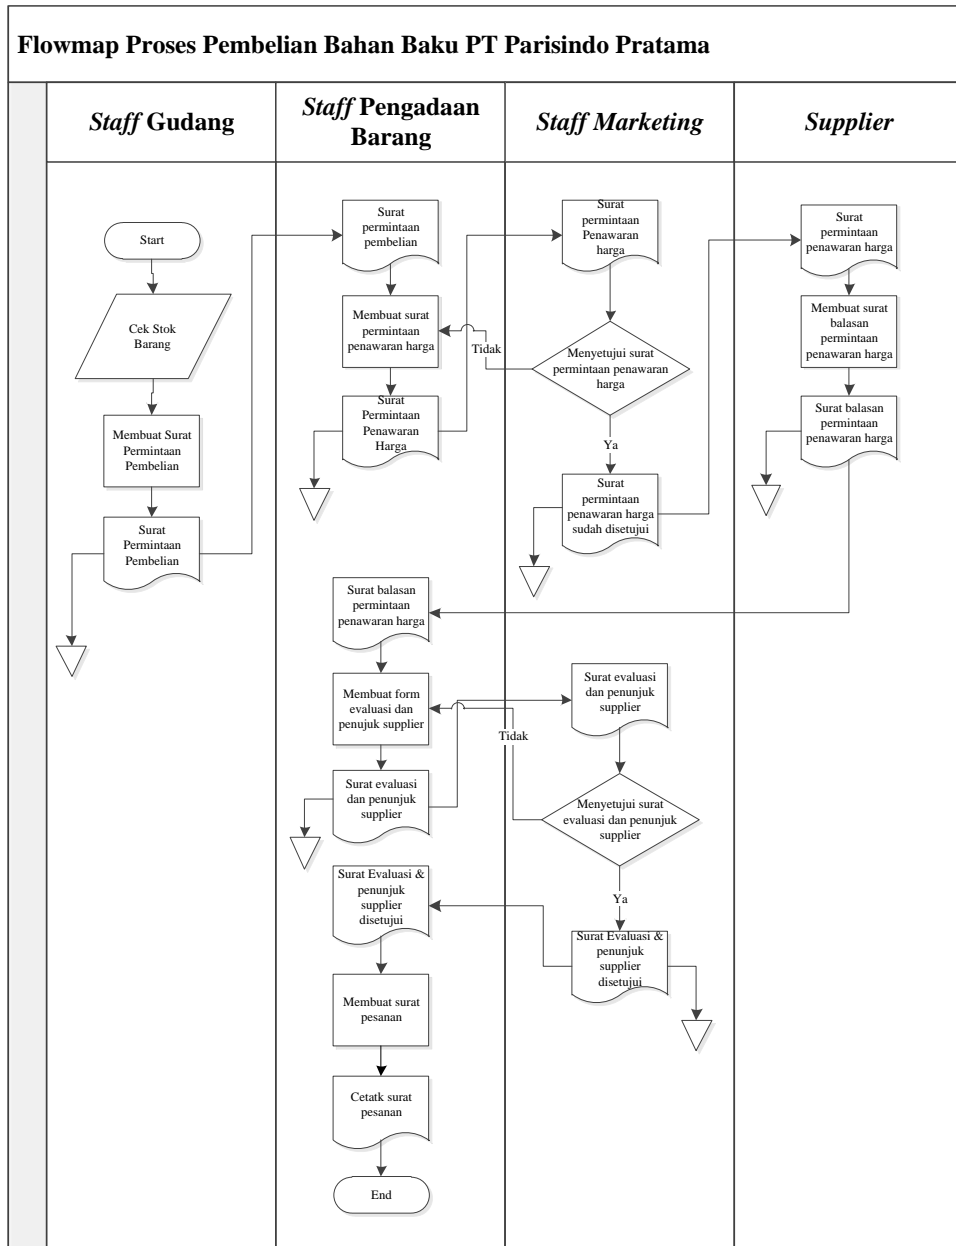 Flowmap Proses Pembelian Bahan Baku PT Parisindo Pratama
Staff Gudang
Staff Pengadaan
Barang
Staff Marketing
Supplier
Start
Cek Stok
Barang
Membuat Surat
Permintaan
Pembelian
Surat
Permintaan
Pembelian
Surat
permintaan
pembelian
Membuat surat
permintaan
penawaran harga
Surat
Permintaan
Penawaran
Harga
Surat
permintaan
Penawaran
harga
Tidak
Menyetujui surat
permintaan penawaran
harga
Ya
Surat
permintaan
penawaran harga
sudah disetujui
Surat
permintaan
penawaran harga
Membuat surat
balasan
permintaan
penawaran harga
Surat balasan
permintaan
penawaran harga
Surat balasan
permintaan
penawaran harga
Membuat form
evaluasi dan
penujuk supplier
Surat evaluasi
dan penunjuk
supplier
Surat evaluasi
dan penunjuk
supplier
Tidak
Menyetujui surat
evaluasi dan penunjuk
supplier
Ya
Surat Evaluasi &
penunjuk
supplier
disetujui
Surat Evaluasi &
penunjuk
supplier
disetujui
Membuat surat
pesanan
Cetatk surat
pesanan
End